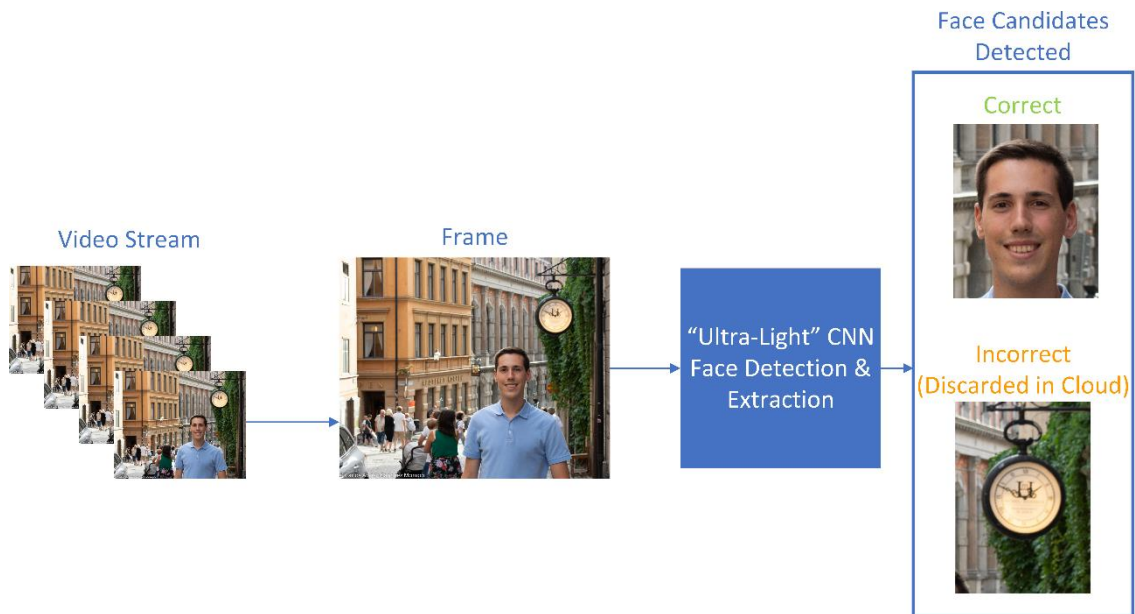 Face Candidates
Detected
Correct
Video Stream
Frame
“Ultra-Light” CNN
Face Detection &
Extraction
Incorrect
(Discarded in Cloud)